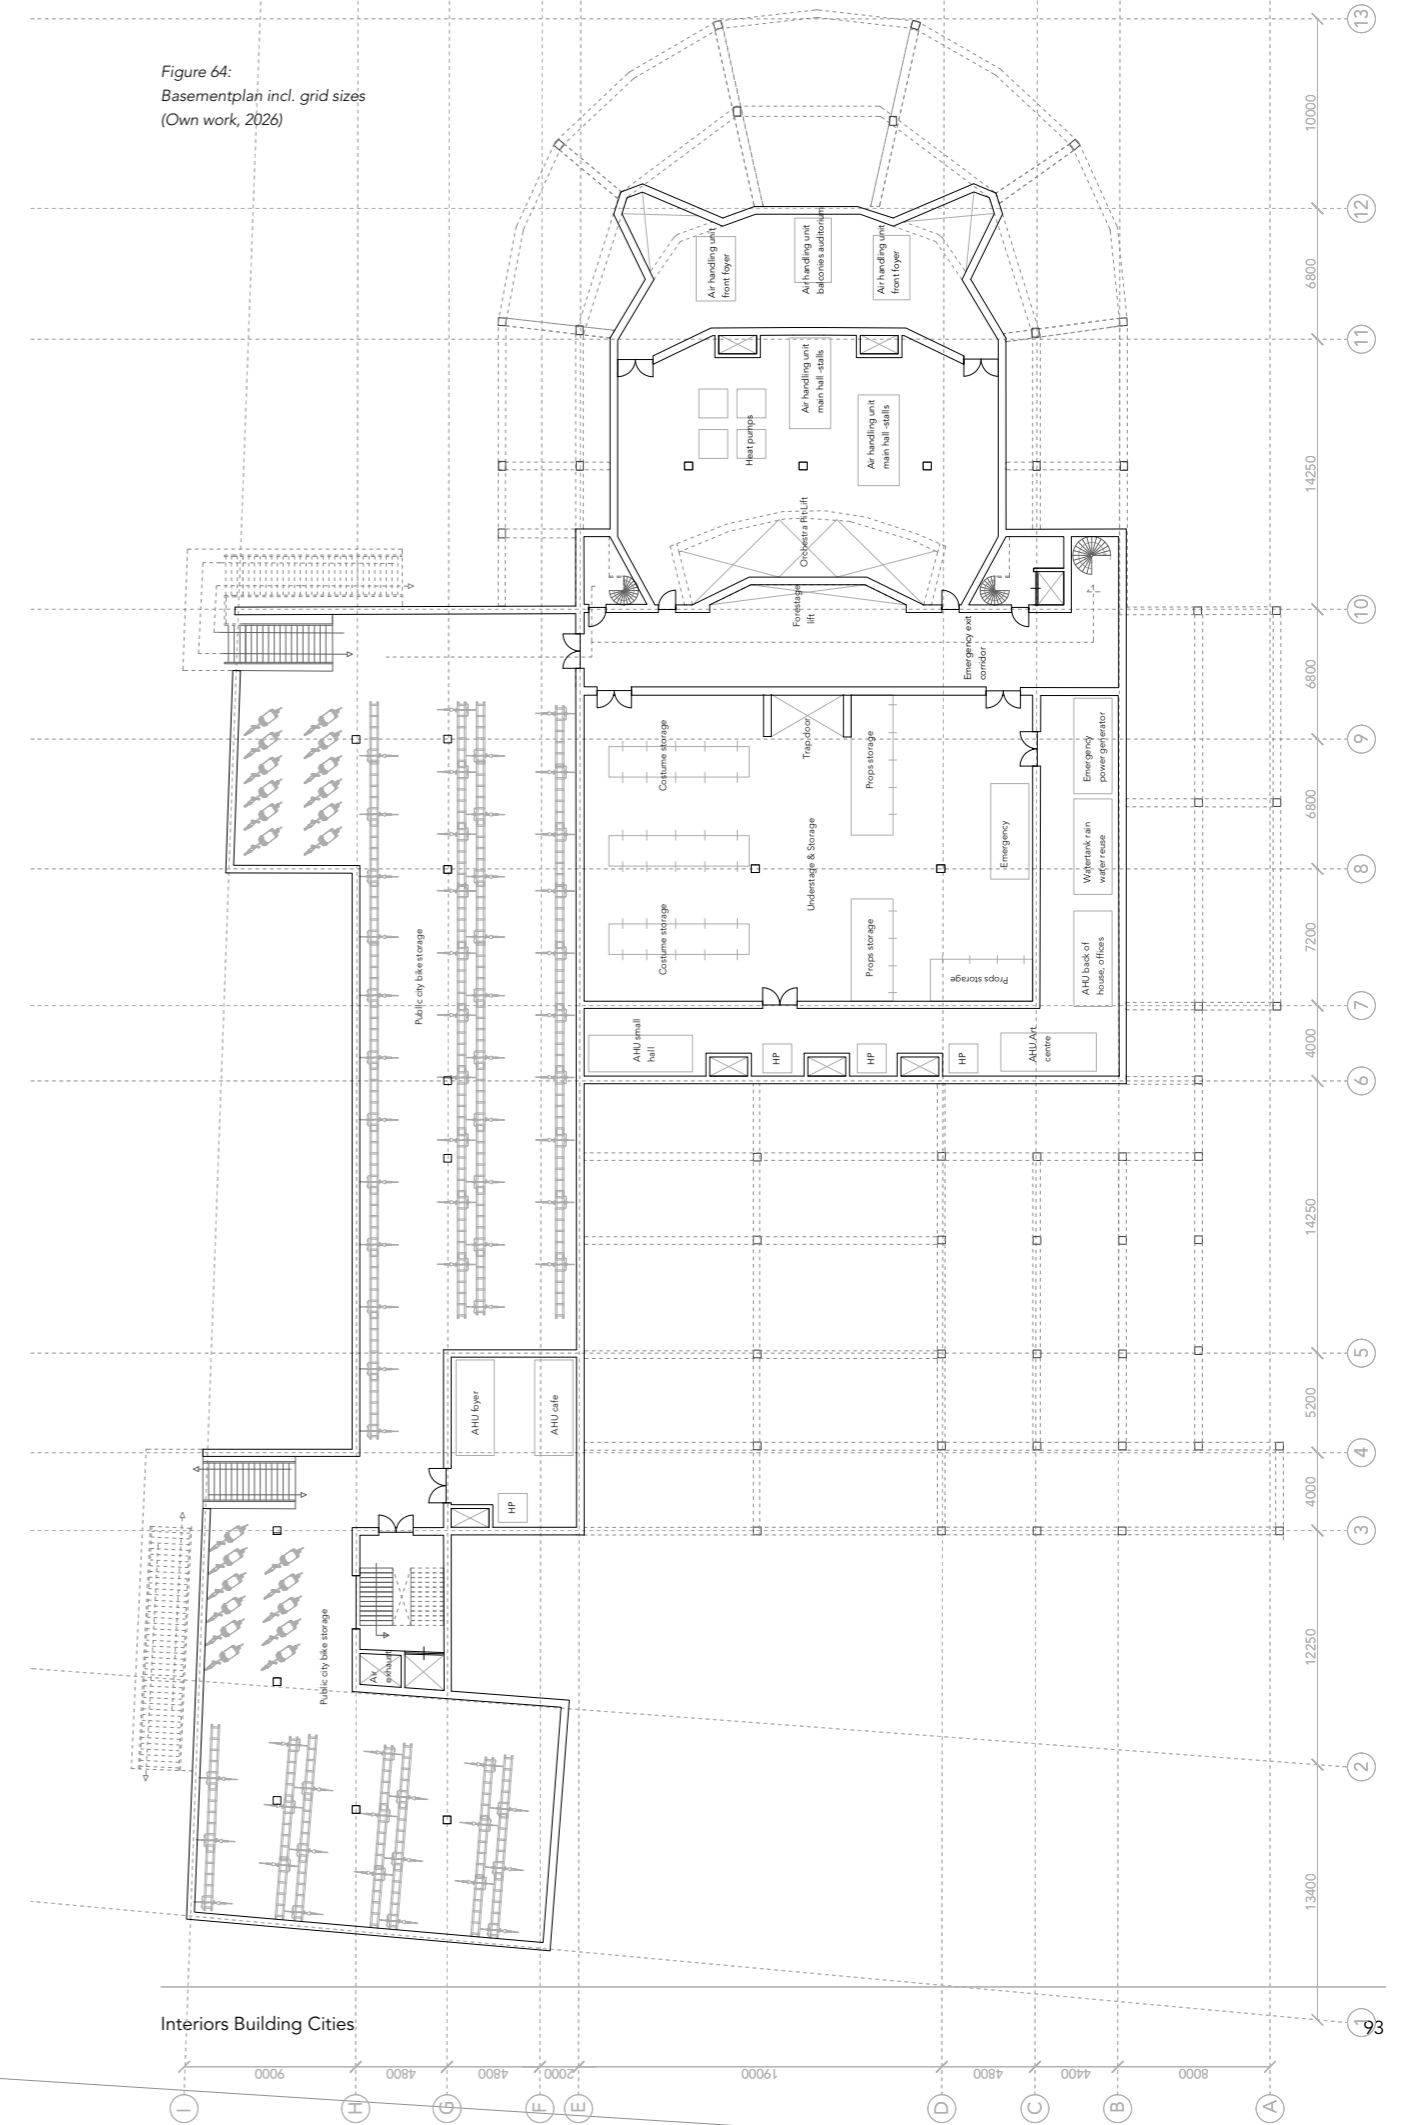 Figure 64:
Basementplan incl. grid sizes
(Own work, 2026)
13
10000
12
6800
11
14250
10
6800
9
6800
8
7200
7
4000
6
14250
5
5200
4
4000
3
12250
2
13400
1
Air handling unit
front foyer
Air handling unit
balconies auditorium
Air handling unit
front foyer
Air handling unit
main hall -stalls
Air handling unit
main hall -stalls
Heat pumps
Orchestra Pit Lift
Forestage
lift
Emergency exit
corridor
Costume storage
Trap door
Props storage
Emergency
power generator
Understage & Storage
Emergency
Watertank rain
water reuse
Public city bike storage
Costume storage
Props storage
Props storage
AHU back of
house, offices
AHU small
hall
HP
HP
HP
AHU Art
centre
AHU foyer
AHU cafe
HP
Public city bike storage
Air
exhaust
Interiors Building Cities
93
9000
4800
4800
2000
19000
4800
4400
8000
I
H
G
F
E
D
C
B
A